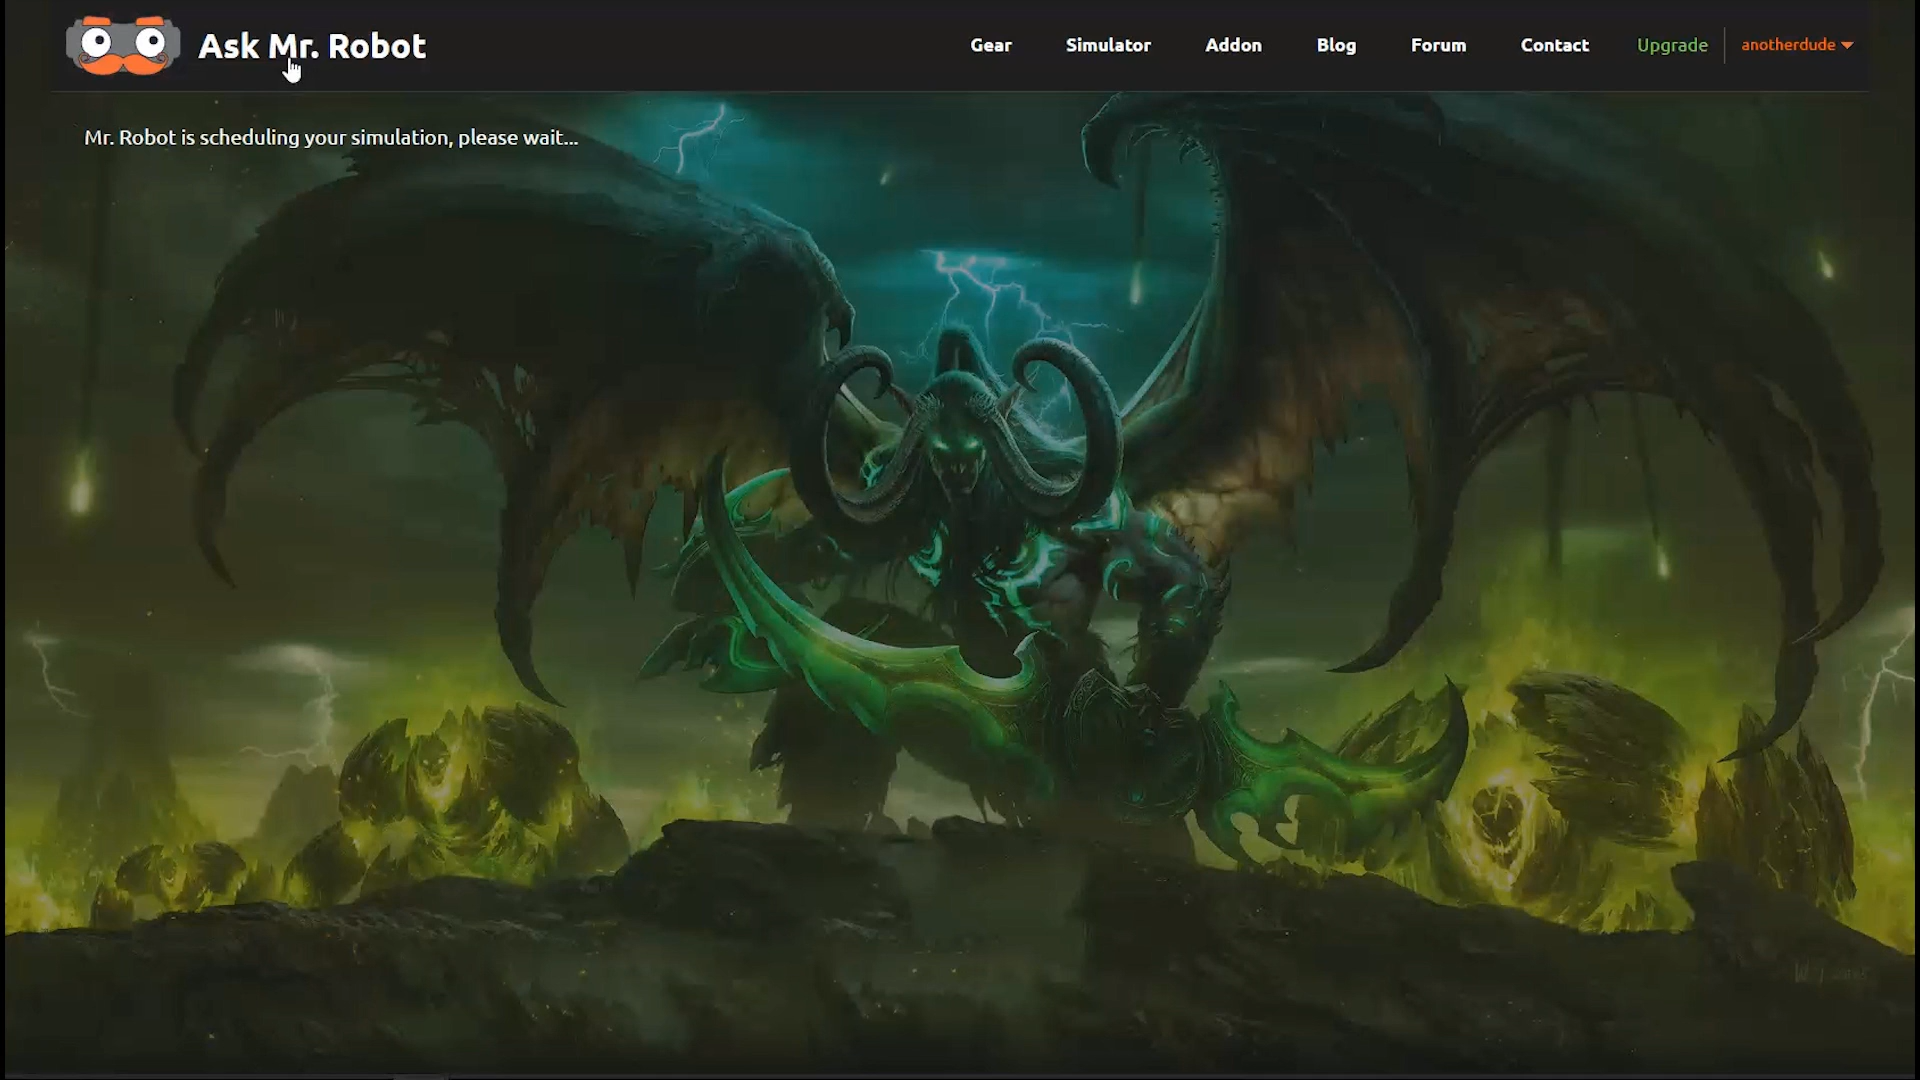 Ask Mr. Robot
Gear
Simulator
Addon
Blog
Forum
Contact
Upgrade
anotherdude
Mr. Robot is scheduling your simulation, please wait...